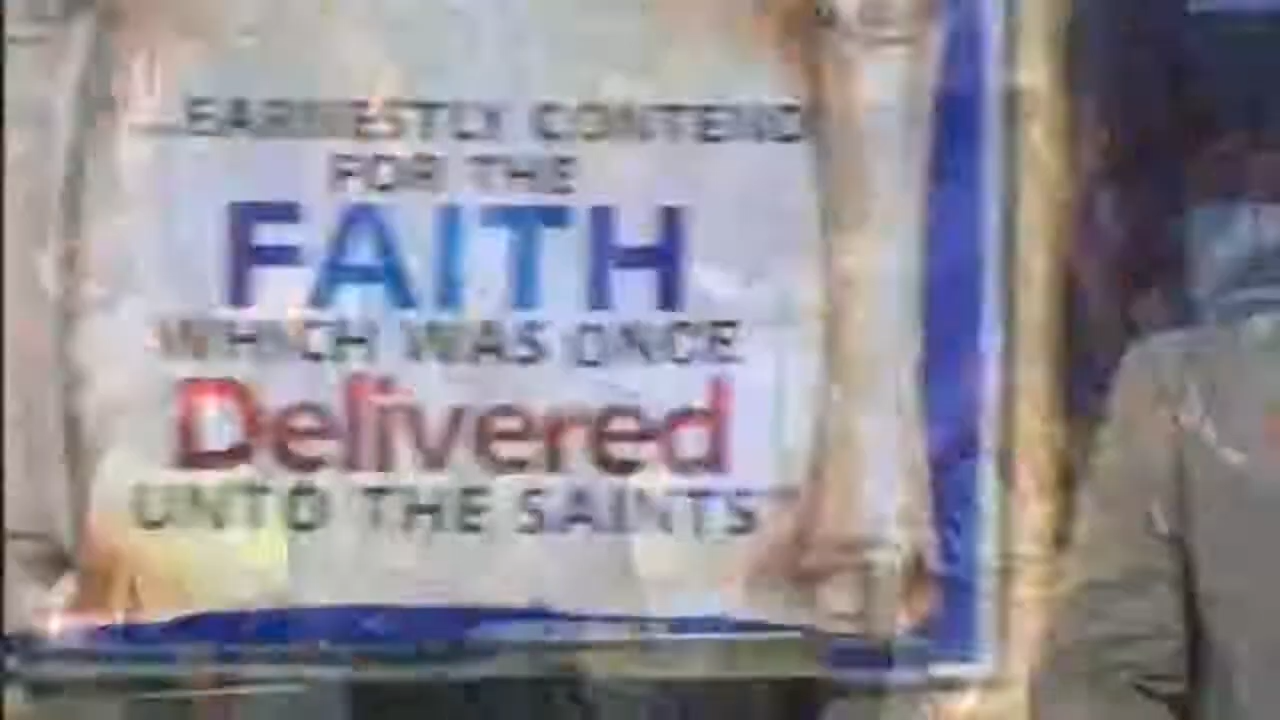 ...EARNESTLY CONTEND
FOR THE
FAITH
WHICH WAS ONCE
Delivered
UNTO THE SAINTS"